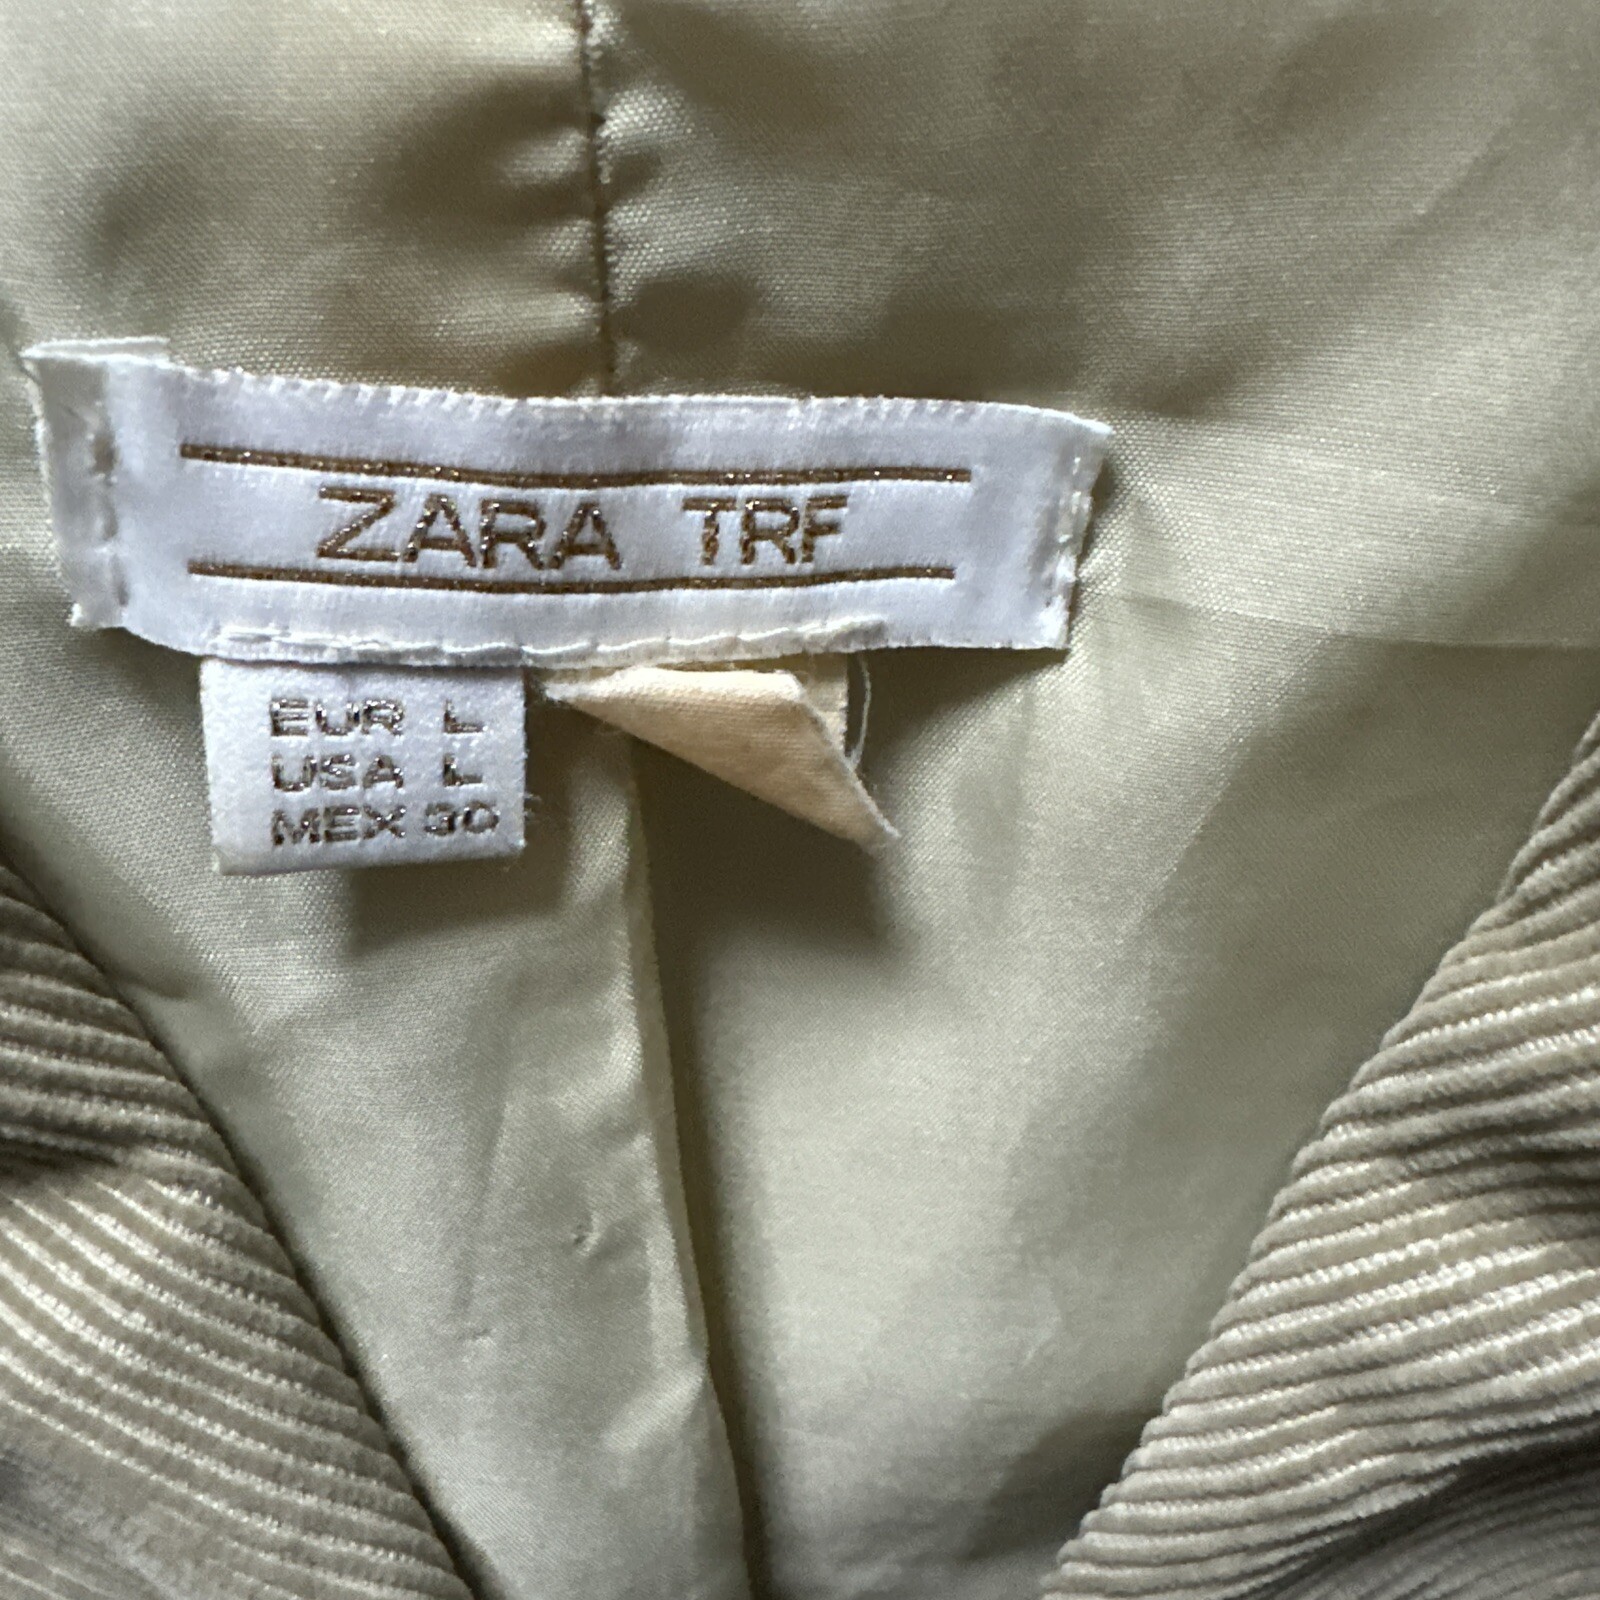 ZARA TRF
EUR L
USA L
MEX 30